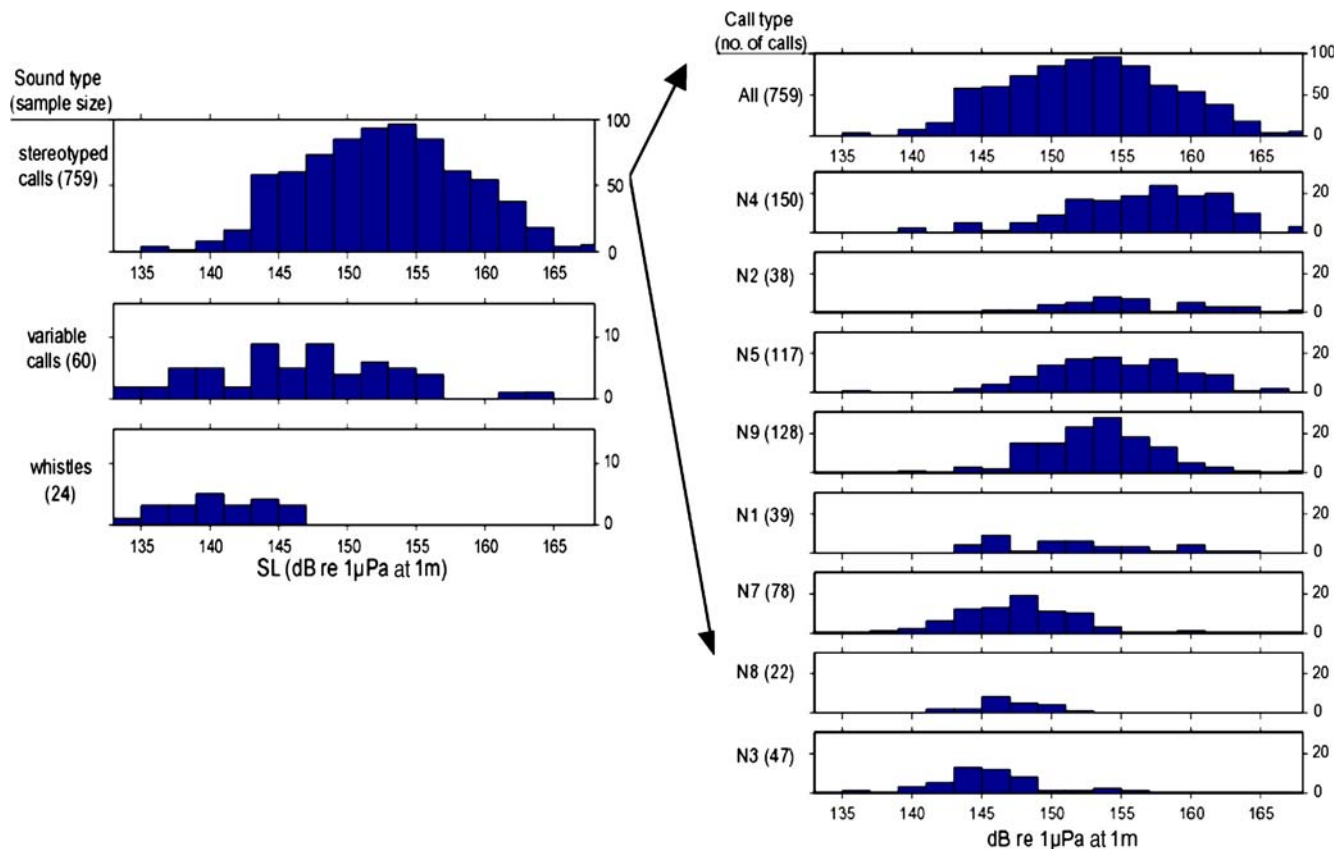 Sound type
(sample size)
stereotyped
calls (759)
100
50
0
135 140 145 150 155 160 165
variable
calls (60)
10
0
whistles
(24)
10
0
135 140 145 150 155 160 165
SL (dB re 1µPa at 1m)
Call type
(no. of calls)
All (759)
100
50
0
135 140 145 150 155 160 165
N4 (150)
20
0
N2 (38)
20
0
N5 (117)
20
0
N9 (128)
20
0
N1 (39)
20
0
N7 (78)
20
0
N8 (22)
20
0
N3 (47)
20
0
135 140 145 150 155 160 165
dB re 1µPa at 1m